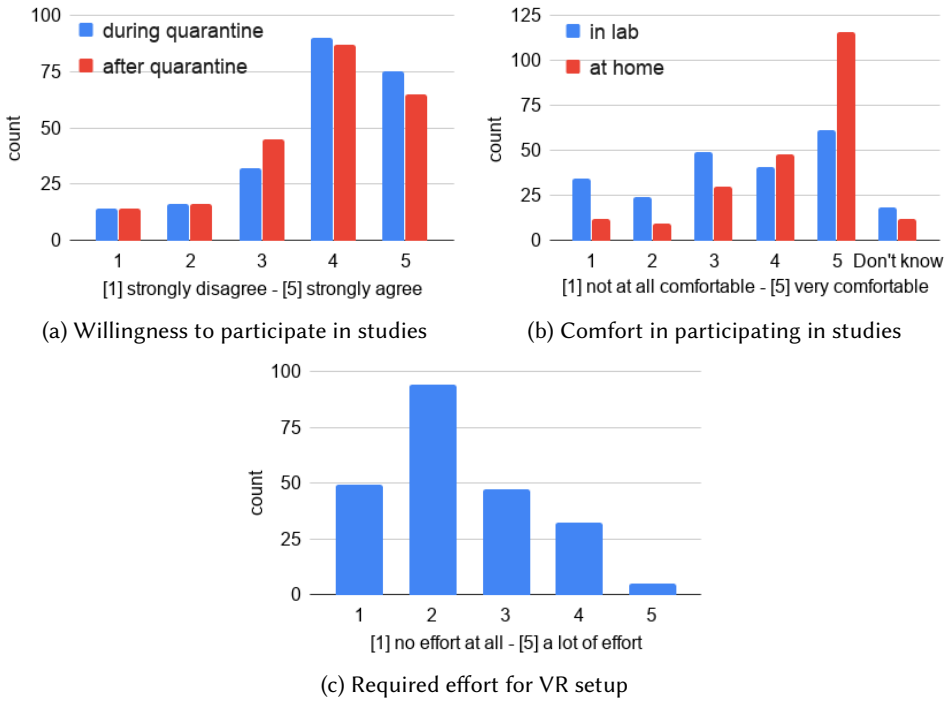 100
during quarantine
after quarantine
75
50
25
0
count
1 2 3 4 5
[1] strongly disagree - [5] strongly agree
(a) Willingness to participate in studies
125
in lab
100
at home
75
50
25
0
count
1 2 3 4 5 Don't know
[1] not at all comfortable - [5] very comfortable
(b) Comfort in participating in studies
100
75
50
25
0
count
1 2 3 4 5
[1] no effort at all - [5] a lot of effort
(c) Required effort for VR setup